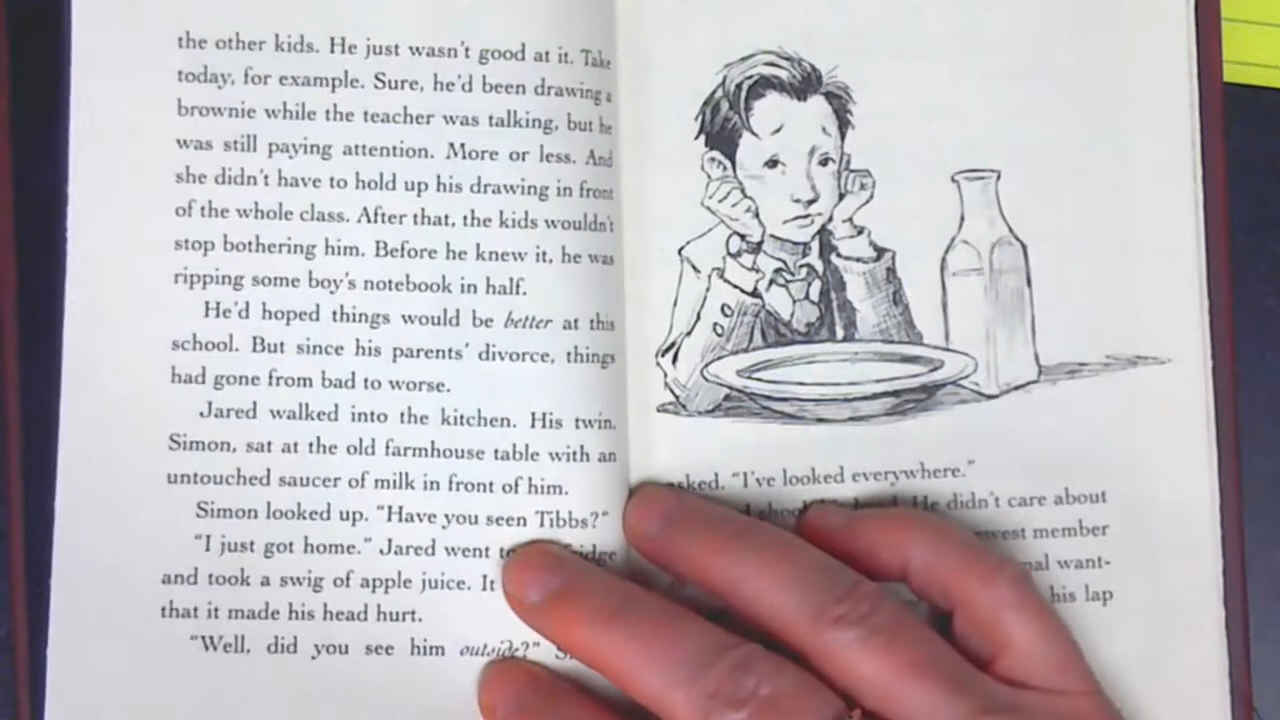 the other kids. He just wasn't good at it. Take
today, for example. Sure, he'd been drawing a
brownie while the teacher was talking, but he
was still paying attention. More or less. And
she didn't have to hold up his drawing in front
of the whole class. After that, the kids wouldn't
stop bothering him. Before he knew it, he was
ripping some boy's notebook in half.
He'd hoped things would be better at this
school. But since his parents' divorce, things
had gone from bad to worse.
Jared walked into the kitchen. His twin,
Simon, sat at the old farmhouse table with an
untouched saucer of milk in front of him.
Simon looked up. "Have you seen Tibbs?"
"I just got home." Jared went
and took a swig of apple juice. It
that it made his head hurt.
"Well, did you see him outside?"
"I've looked everywhere."
He didn't care about
member
want-
his lap